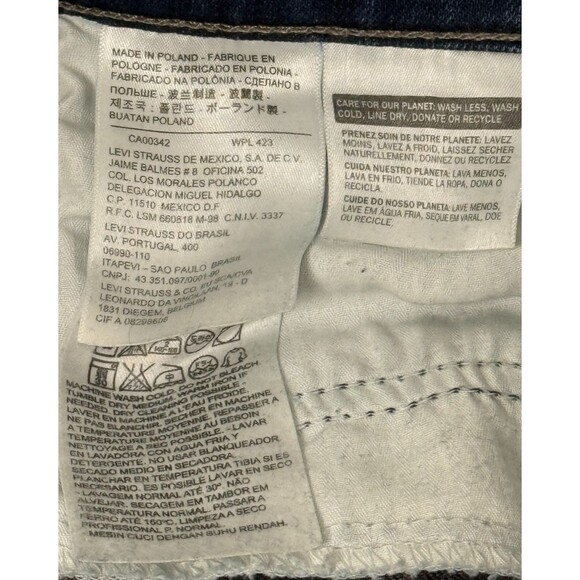 MADE IN POLAND - FABRIQUE EN
POLOGNE - FABRICADO EN POLONIA -
FABRICADO NA POLÔNIA - СДЕЛАНО В
ПОЛЬШЕ - 波兰制造 - 波蘭製 -
제조국: 폴란드 - ポーランド製 -
BUATAN POLAND
CA00342 WPL 423
LEVI STRAUSS DE MEXICO, S.A. DE C.V.
JAIME BALMES # 8 OFICINA 502
COL. LOS MORALES POLANCO
DELEGACION MIGUEL HIDALGO
C.P. 11510 MEXICO D.F.
R.F.C. LSM 660818 M-98 C.N.I.V. 3337
LEVI STRAUSS DO BRASIL
AV. PORTUGAL, 400
06990-110
ITAPEVI - SAO PAULO BRASIL
CNPJ: 43.351.097/0001-90
LEVI STRAUSS & CO. EUROPE SCA/CVA
LEONARDO DA VINCILAAN, 19 - D
1831 DIEGEM, BELGIUM
CIF A 08296606
CARE FOR OUR PLANET: WASH LESS, WASH
COLD, LINE DRY, DONATE OR RECYCLE
PRENEZ SOIN DE NOTRE PLANETE: LAVEZ
MOINS, LAVEZ A FROID, LAISSEZ SECHER
NATURELLEMENT, DONNEZ OU RECYCLEZ
CUIDA NUESTRO PLANETA: LAVA MENOS,
LAVA EN FRIO, TIENDE LA ROPA, DONA O
RECICLA.
CUIDE DO NOSSO PLANETA: LAVE MENOS,
LAVE EM ÁGUA FRIA, SEQUE EM VARAL, DOE
OU RECICLE.
MACHINE WASH COLD. DO NOT BLEACH.
TUMBLE DRY MEDIUM. WARM IRON IF
NEEDED. DRY CLEANING POSSIBLE -
LAVER EN MACHINE A L'EAU FROIDE.
NE PAS BLANCHIR. SECHER EN MACHINE
A TEMPERATURE MOYENNE. REPASSER A
TEMPERATURE MOYENNE AU BESOIN
NETTOYAGE A SEC POSSIBLE. - LAVAR
EN LAVADORA CON AGUA FRIA Y
DETERGENTE. NO USAR BLANQUEADOR.
SECADO MEDIO EN SECADORA.
PLANCHAR EN TEMPERATURA TIBIA SI ES
NECESARIO. ES POSIBLE LAVAR EN SECO
- LAVAGEM NORMAL ATÉ 30° NÃO
ALVEJAR. SECAGEM EM TAMBOR EM
TEMPERATURA NORMAL. PASSAR A
FERRO ATÉ 160ºC. LIMPEZA A SECO
PROFISSIONAL P. NORMAL.
- MESIN CUCI DENGAN SUHU RENDAH.